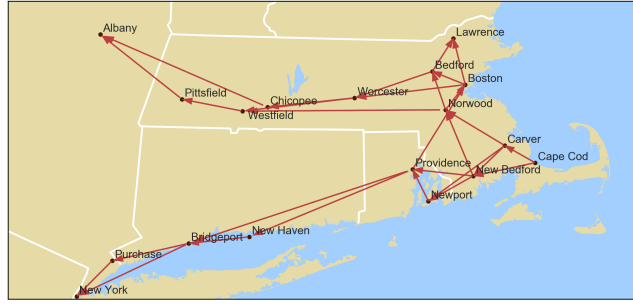 Albany
Lawrence
Bedford
Boston
Pittsfield
Worcester
Chicopee
Westfield
Norwood
Carver
Cape Cod
Providence
New Bedford
Newport
New Haven
Bridgeport
Purchase
New York